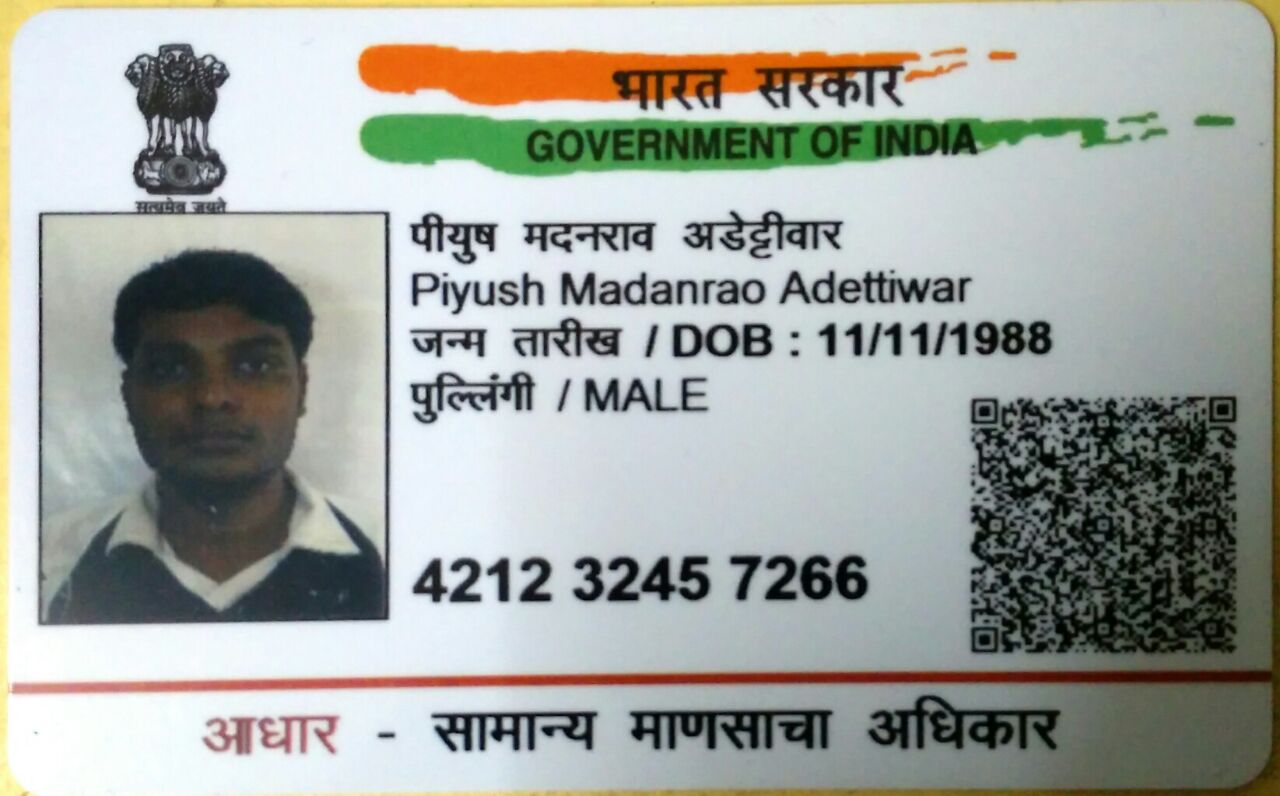 भारत सरकार
GOVERNMENT OF INDIA
सत्यमेव जयते
पीयुष मदनराव अडेट्टीवार
Piyush Madanrao Adettiwar
जन्म तारीख / DOB : 11/11/1988
पुल्लिंगी / MALE
4212 3245 7266
आधार - सामान्य माणसाचा अधिकार